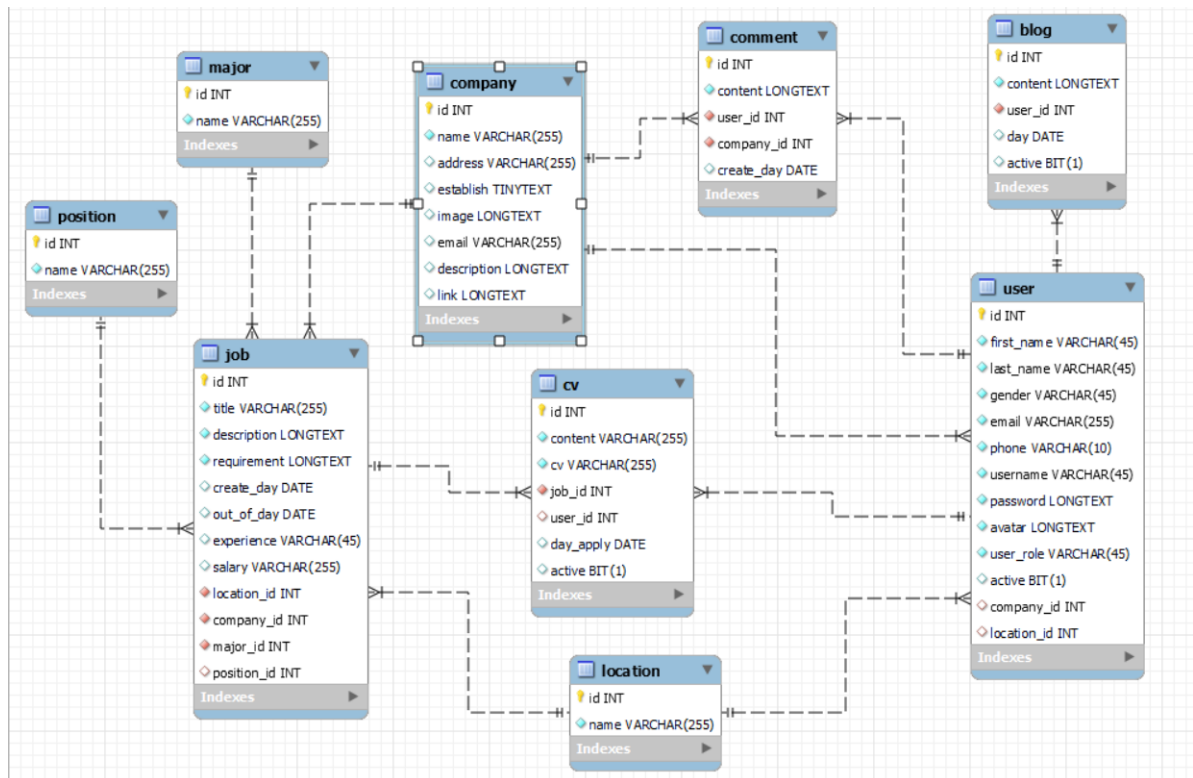 major
id INT
name VARCHAR(255)
Indexes
company
id INT
name VARCHAR(255)
address VARCHAR(255)
establish TINYTEXT
image LONGTEXT
email VARCHAR(255)
description LONGTEXT
link LONGTEXT
Indexes
comment
id INT
content LONGTEXT
user_id INT
company_id INT
create_day DATE
Indexes
blog
id INT
content LONGTEXT
user_id INT
day DATE
active BIT(1)
Indexes
position
id INT
name VARCHAR(255)
Indexes
job
id INT
title VARCHAR(255)
description LONGTEXT
requirement LONGTEXT
create_day DATE
out_of_day DATE
experience VARCHAR(45)
salary VARCHAR(255)
location_id INT
company_id INT
major_id INT
position_id INT
Indexes
cv
id INT
content VARCHAR(255)
cv VARCHAR(255)
job_id INT
user_id INT
day_apply DATE
active BIT(1)
Indexes
user
id INT
first_name VARCHAR(45)
last_name VARCHAR(45)
gender VARCHAR(45)
email VARCHAR(255)
phone VARCHAR(10)
username VARCHAR(45)
password LONGTEXT
avatar LONGTEXT
user_role VARCHAR(45)
active BIT(1)
company_id INT
location_id INT
Indexes
location
id INT
name VARCHAR(255)
Indexes